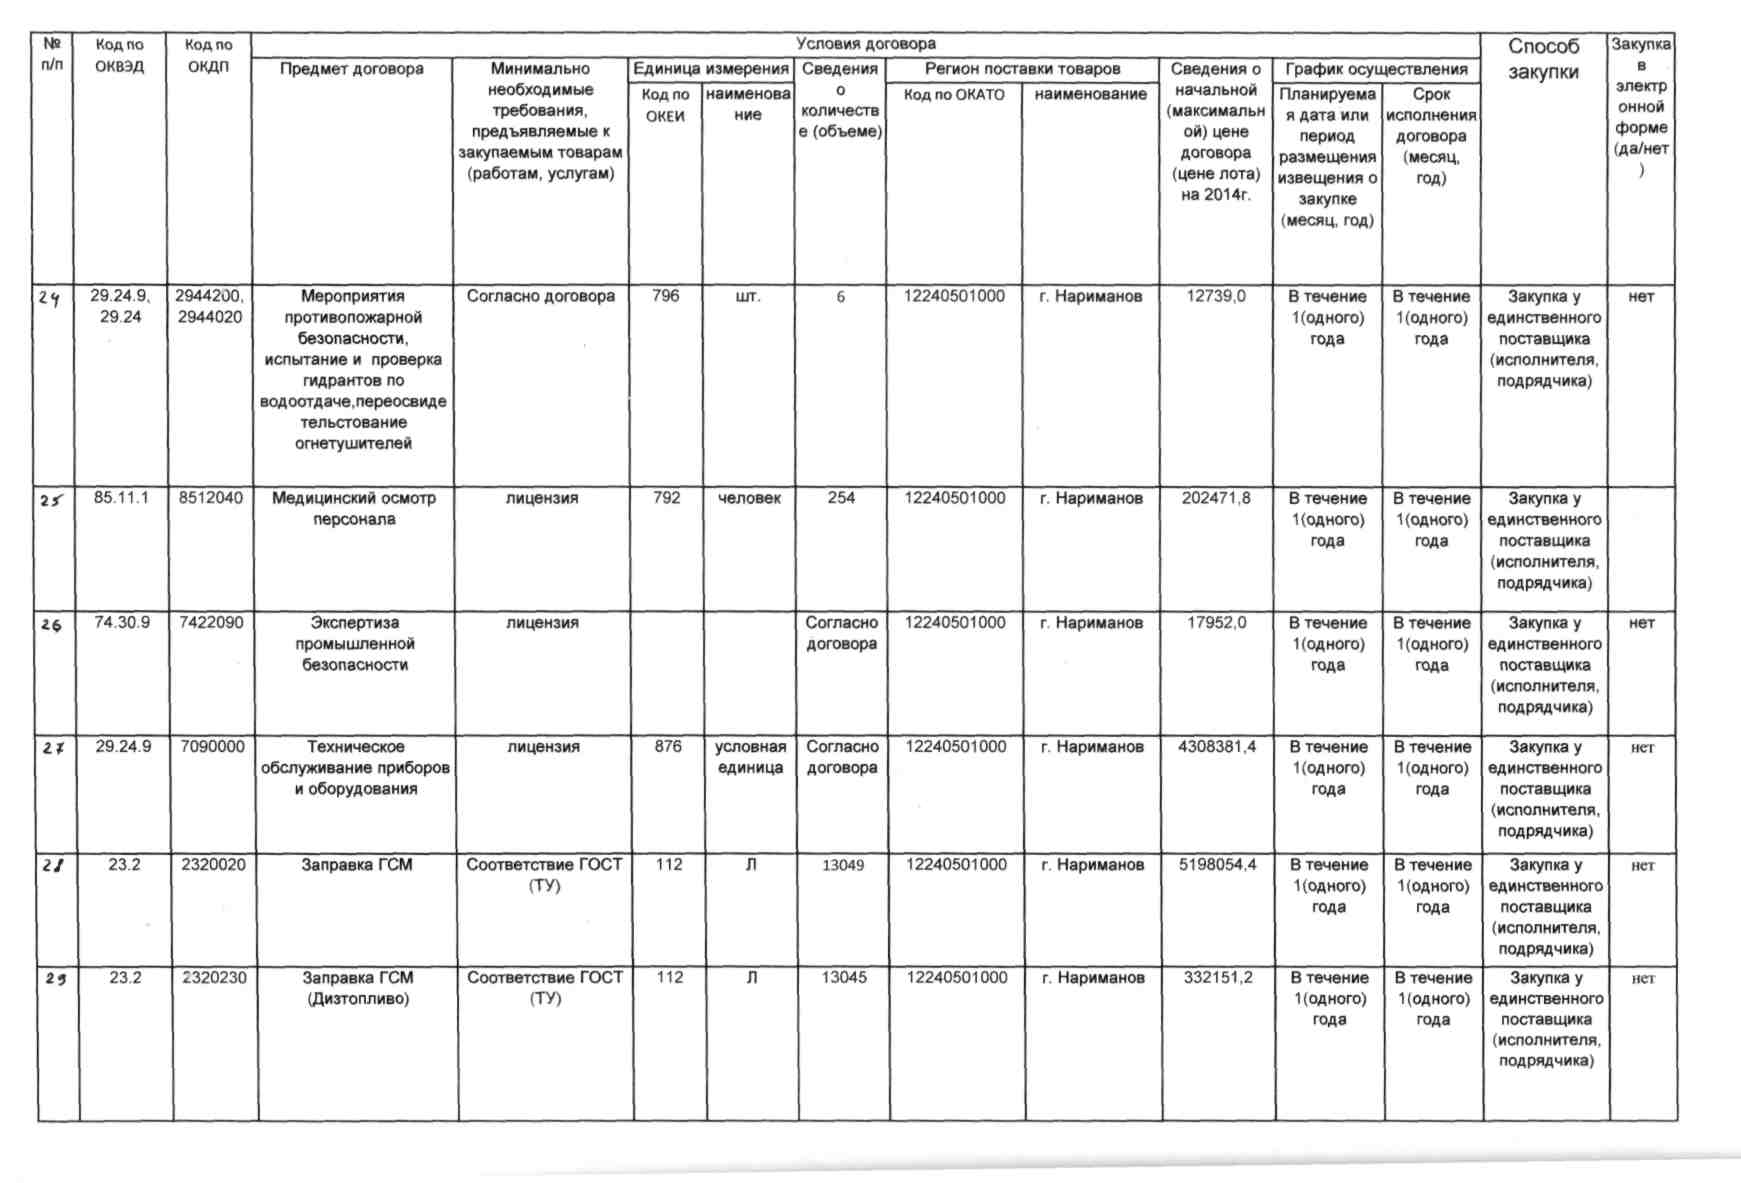 № п/п
Код по ОКВЭД
Код по ОКДП
Условия договора
Способ закупки
Закупка в электр онной форме (да/нет )
Предмет договора
Минимально необходимые требования, предъявляемые к закупаемым товарам (работам, услугам)
Единица измерения
Сведения о количеств е (объеме)
Регион поставки товаров
Сведения о начальной (максимальн ой) цене договора (цене лота) на 2014г.
График осуществления
Код по ОКЕИ
наименова ние
Код по ОКАТО
наименование
Планируема я дата или период размещения извещения о закупке (месяц, год)
Срок исполнения договора (месяц, год)
24
29.24.9, 29.24
2944200, 2944020
Мероприятия противопожарной безопасности, испытание и проверка гидрантов по водоотдаче,переосвиде тельстование огнетушителей
Согласно договора
796
шт.
6
12240501000
г. Нариманов
12739,0
В течение 1(одного) года
В течение 1(одного) года
Закупка у единственного поставщика (исполнителя, подрядчика)
нет
25
85.11.1
8512040
Медицинский осмотр персонала
лицензия
792
человек
254
12240501000
г. Нариманов
202471,8
В течение 1(одного) года
В течение 1(одного) года
Закупка у единственного поставщика (исполнителя, подрядчика)
26
74.30.9
7422090
Экспертиза промышленной безопасности
лицензия
Согласно договора
12240501000
г. Нариманов
17952,0
В течение 1(одного) года
В течение 1(одного) года
Закупка у единственного поставщика (исполнителя, подрядчика)
нет
27
29.24.9
7090000
Техническое обслуживание приборов и оборудования
лицензия
876
условная единица
Согласно договора
12240501000
г. Нариманов
4308381,4
В течение 1(одного) года
В течение 1(одного) года
Закупка у единственного поставщика (исполнителя, подрядчика)
нет
28
23.2
2320020
Заправка ГСМ
Соответствие ГОСТ (ТУ)
112
Л
13049
12240501000
г. Нариманов
5198054,4
В течение 1(одного) года
В течение 1(одного) года
Закупка у единственного поставщика (исполнителя, подрядчика)
нет
29
23.2
2320230
Заправка ГСМ (Дизтопливо)
Соответствие ГОСТ (ТУ)
112
Л
13045
12240501000
г. Нариманов
332151,2
В течение 1(одного) года
В течение 1(одного) года
Закупка у единственного поставщика (исполнителя, подрядчика)
нет